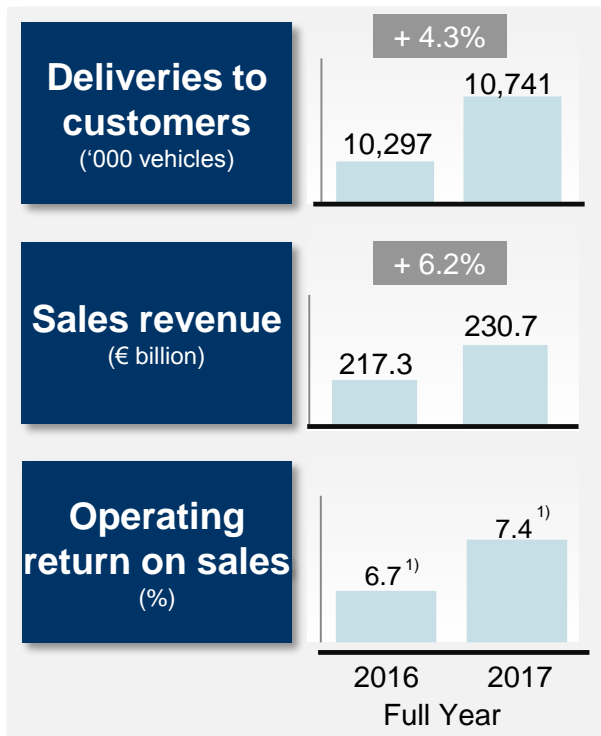 Deliveries to
customers
(‘000 vehicles)
+ 4.3%
10,297
10,741
Sales revenue
(€ billion)
+ 6.2%
217.3
230.7
Operating
return on sales
(%)
6.7 1)
7.4 1)
2016
2017
Full Year